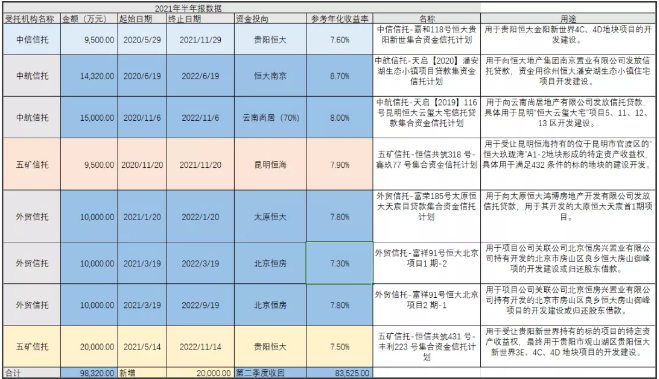 2021年半年报数据
受托机构名称 金额（万元） 起始日期 终止日期 资金投向 参考年化收益率 名称 用途
中信信托 9,500.00 2020/5/29 2021/11/29 贵阳恒大 7.60% 中信信托-嘉和118号恒大贵阳新世界集合资金信托计划 用于贵阳恒大金阳新世界4C、4D地块项目的开发建设。
中航信托 14,320.00 2020/6/19 2022/6/19 恒大南京 8.70% 中航信托-天启【2020】潘安湖生态小镇项目贷款集资金信托计划 用于向恒大地产集团南京置业有限公司发放信托贷款，资金用徐州恒大潘安湖生态小镇住宅项目开发建设。
中航信托 15,000.00 2020/11/6 2022/11/6 云南尚居（70%） 8.00% 中航信托-天启【2019】116号昆明恒大云玺大宅信托贷款集合资金信托计划 用于向云南尚居地产有限公司发放信托贷款，具体用于昆明“恒大云玺大宅”项目5、11、12、13 区开发建设。
五矿信托 9,500.00 2020/11/20 2021/11/20 昆明恒海 7.90% 五矿信托-恒信共筑318 号-鑫玖77 号集合资金信托计划 用于受让昆明恒海持有的位于昆明市官渡区的“恒大玖珑湾”A1-2地块形成的特定资产收益权，具体用于满足432 条件的标的地块的建设开发。
外贸信托 10,000.00 2021/1/20 2022/1/20 太原恒大 7.80% 外贸信托-富荣185号太原恒大天宸目贷款集合资金信托计划 用于向太原恒大鸿博房地产开发有限公司发放信托贷款，用于其开发的太原恒大天宸首1期项目。
外贸信托 10,000.00 2021/3/19 2022/3/19 北京恒房 7.30% 外贸信托-富祥91号恒大北京项目1 期-2 用于项目公司关联公司北京恒房兴置业有限公司持有开发的北京市房山区良乡恒大房山御峰项的开发建设或归还股东借款。
外贸信托 10,000.00 2021/3/19 2022/9/19 北京恒房 7.80% 外贸信托-富祥91号恒大北京项目2 期-1 用于项目公司关联公司北京恒房兴置业有限公司持有开发的北京市房山区良乡恒大房山御峰项目的开发建设或归还股东借款。
五矿信托 20,000.00 2021/5/14 2022/11/14 贵阳恒大 7.50% 五矿信托-恒信共筑431 号-丰利223 号集合资金信托计划 用于受让贵阳新世界持有的标的项目的特定资产收益权，最终用于贵阳市观山湖区贵阳恒大新世界3E、4C、4D 地块项目的开发建设。
合计 98,320.00 新增 20,000.00 第二季度收回 83,525.00